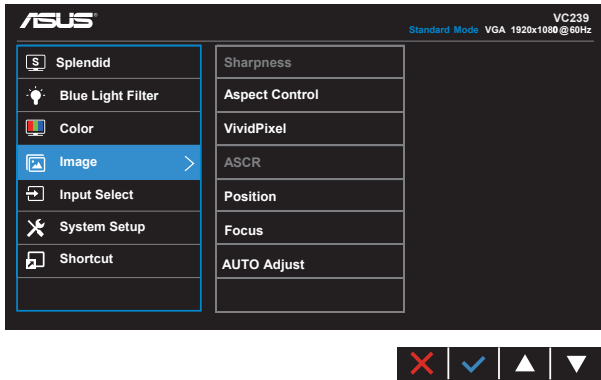 ASUS
VC239
Standard Mode VGA 1920x1080@60Hz
S Splendid
Blue Light Filter
Color
Image
Input Select
System Setup
Shortcut
Sharpness
Aspect Control
VividPixel
ASCR
Position
Focus
AUTO Adjust